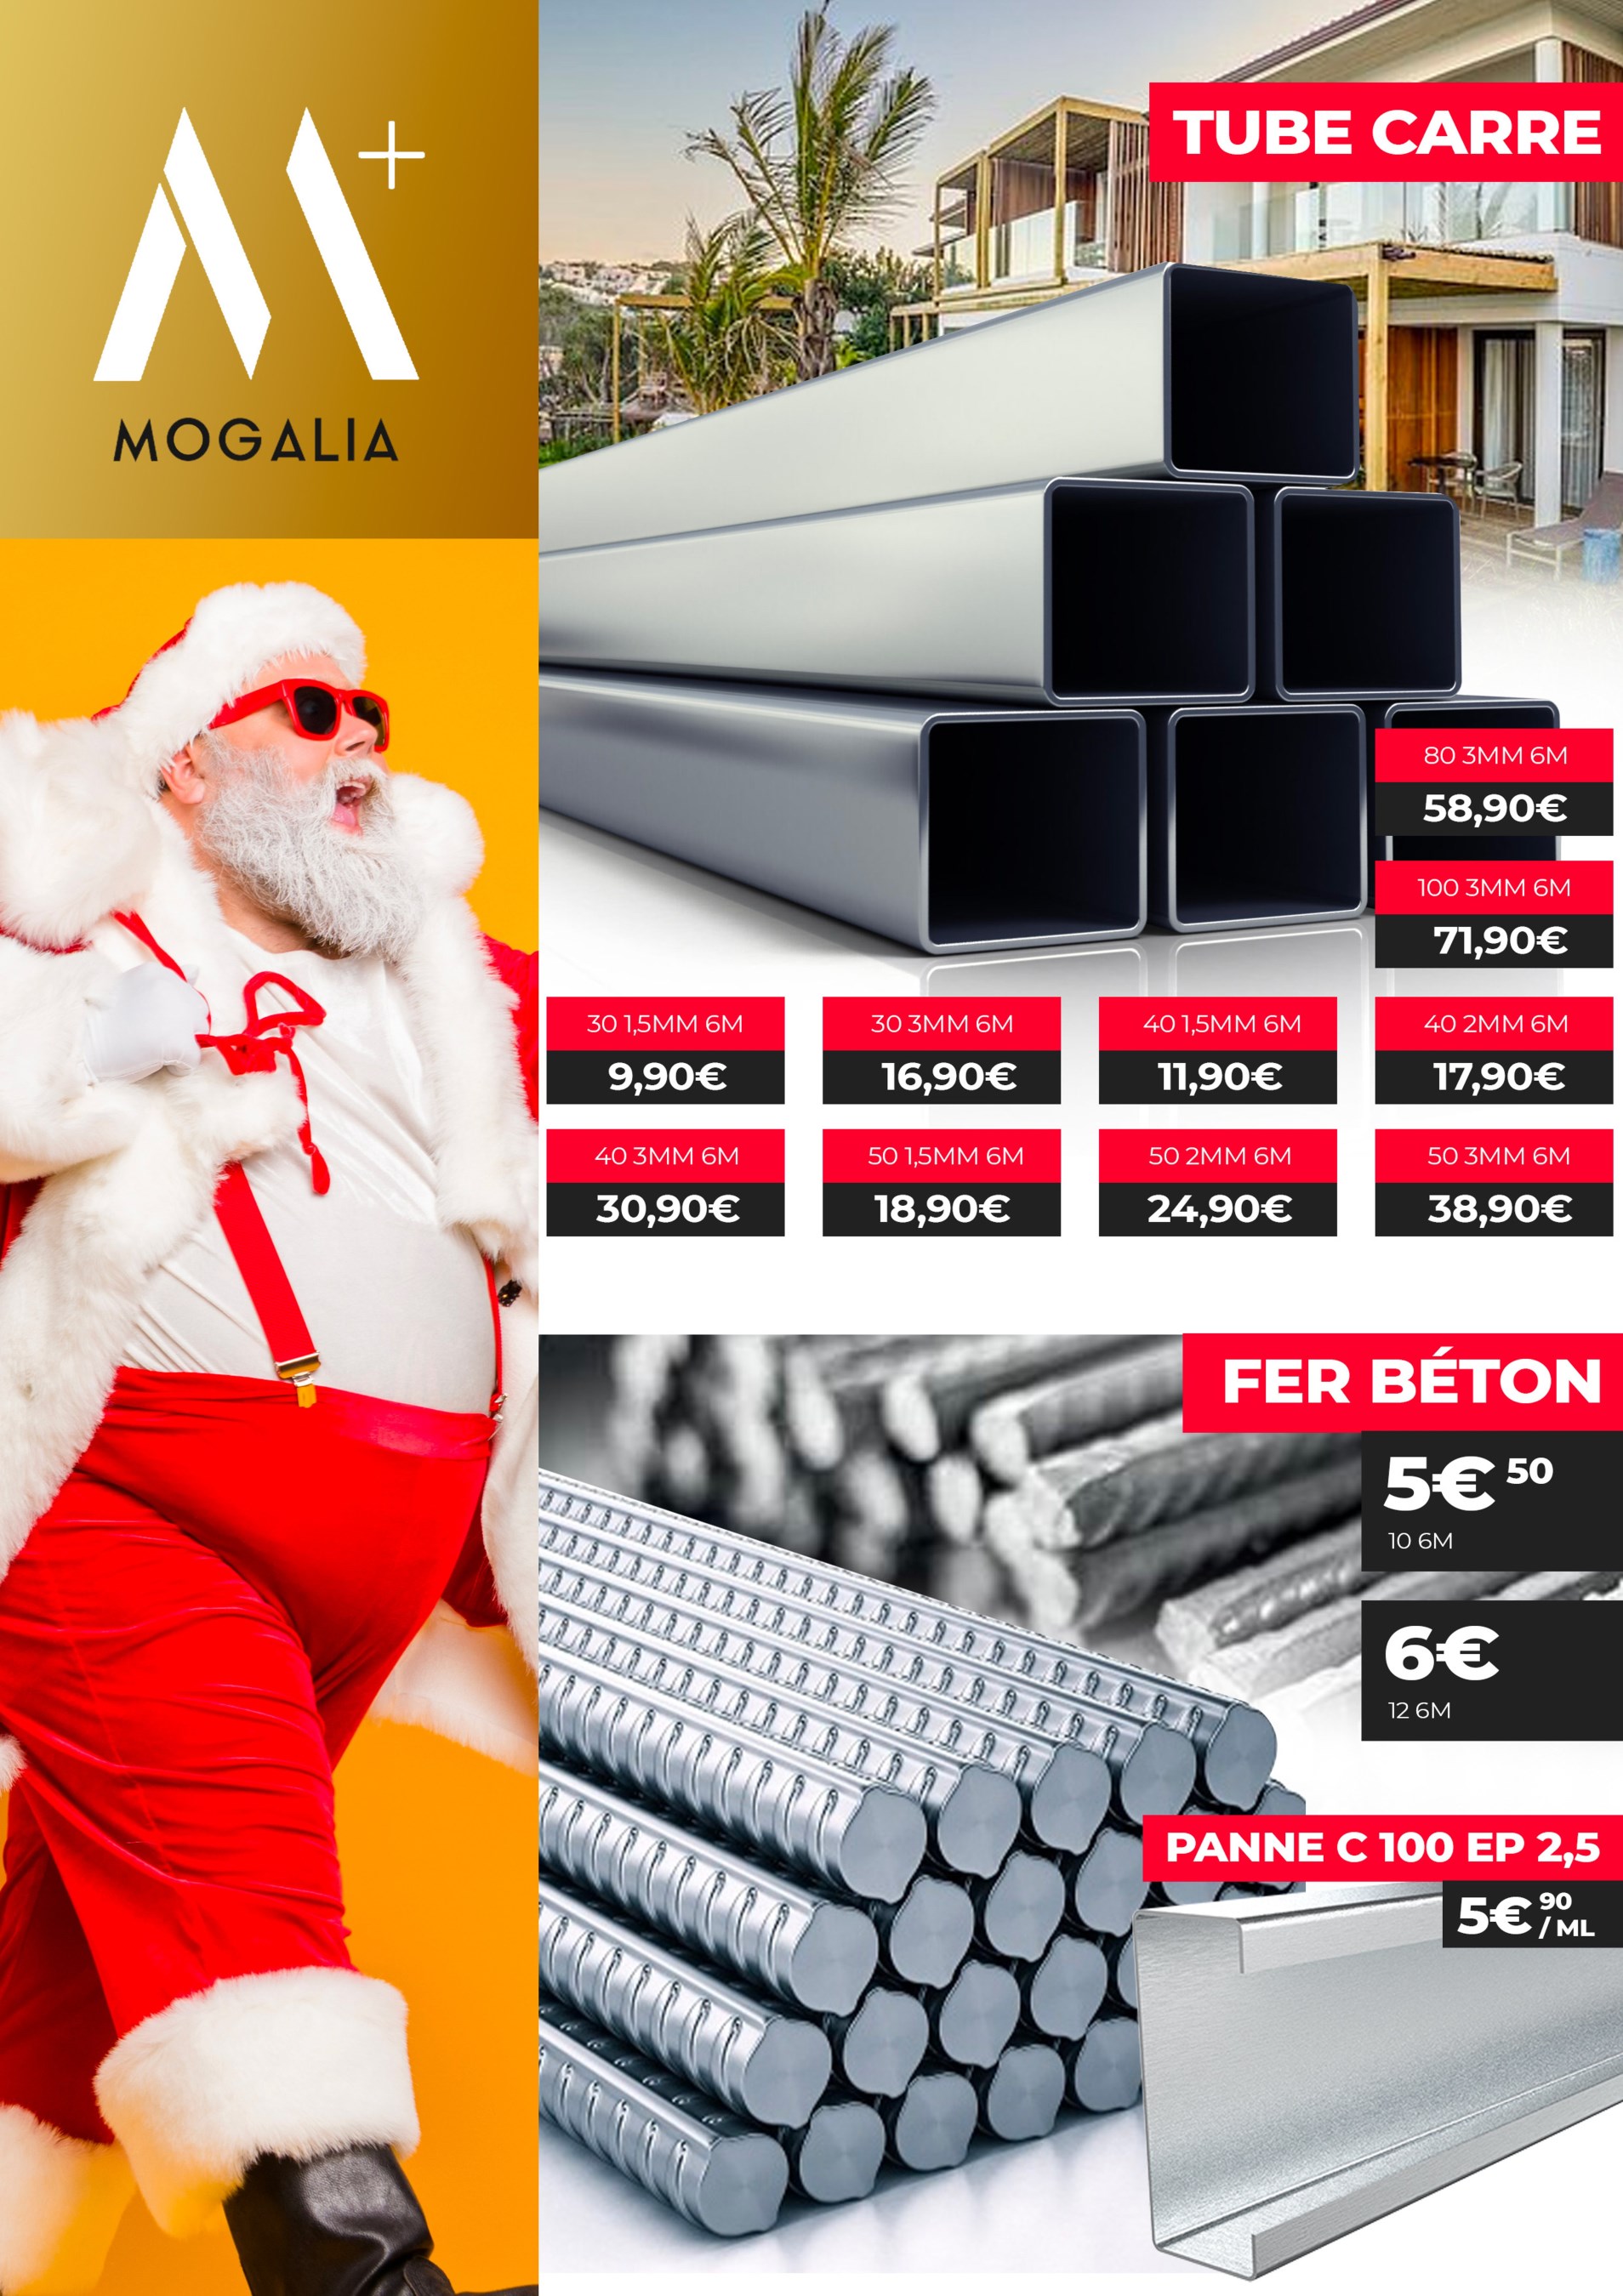 M+
MOGALIA
TUBE CARRE
80 3MM 6M
58,90€
100 3MM 6M
71,90€
30 1,5MM 6M
9,90€
30 3MM 6M
16,90€
40 1,5MM 6M
11,90€
40 2MM 6M
17,90€
40 3MM 6M
30,90€
50 1,5MM 6M
18,90€
50 2MM 6M
24,90€
50 3MM 6M
38,90€
FER BÉTON
5€ 50
10 6M
6€
12 6M
PANNE C 100 EP 2,5
5€ 90
/ ML